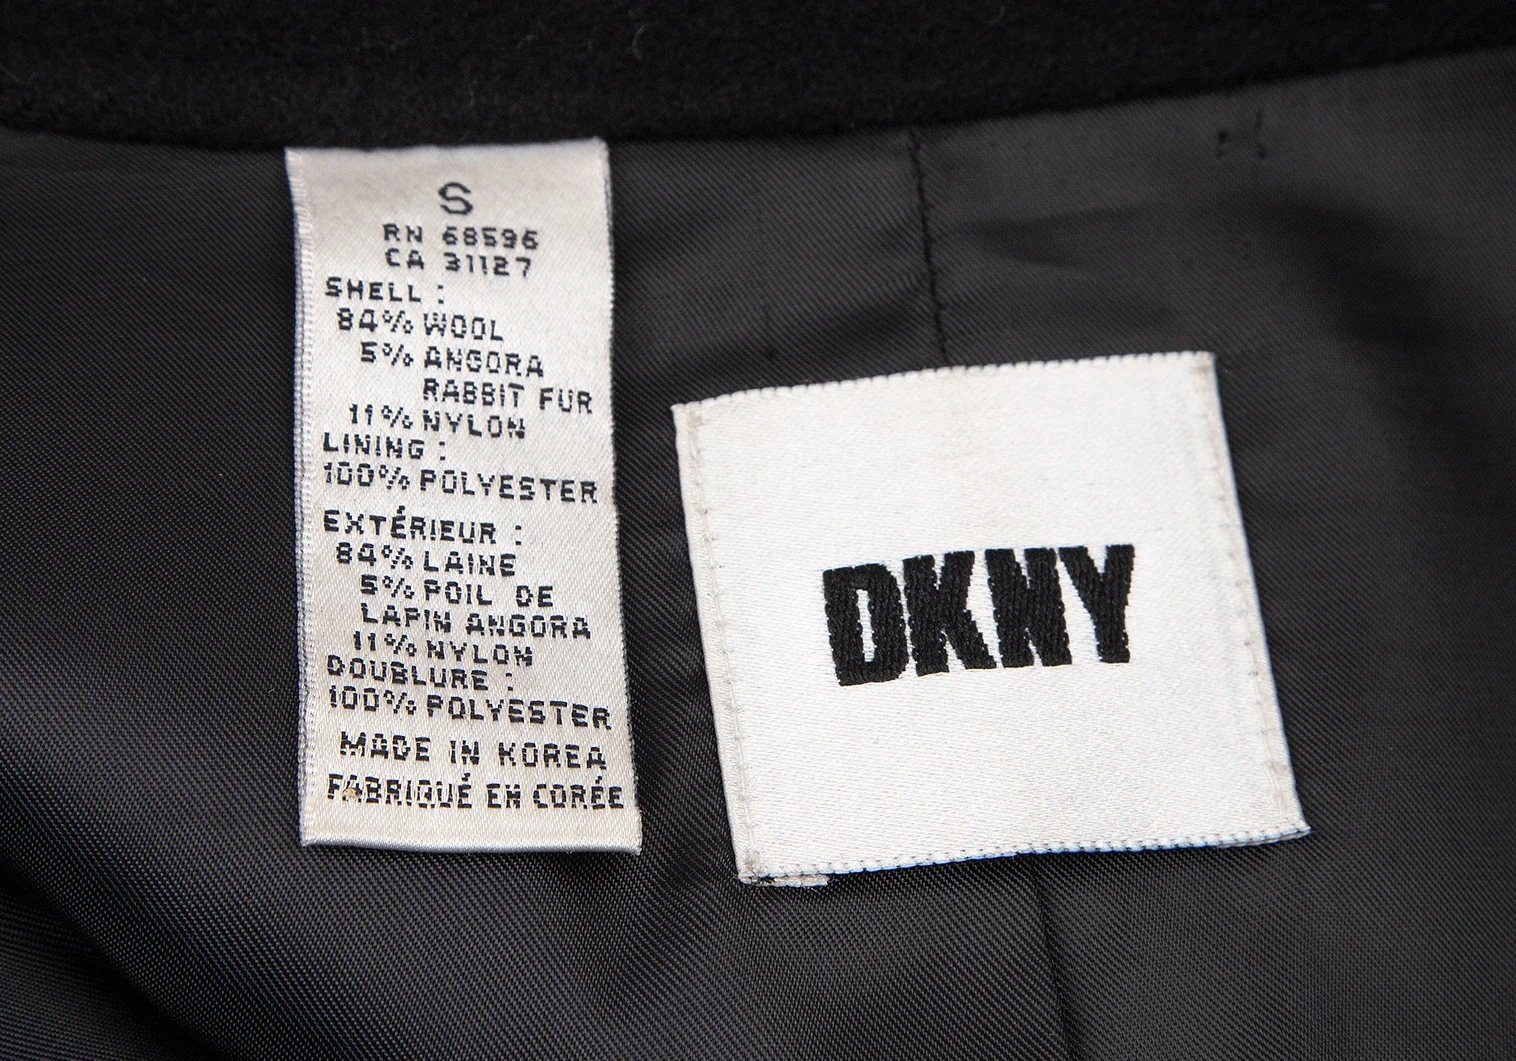 S
RN 68596
CA 31127
SHELL :
84% WOOL
5% ANGORA
RABBIT FUR
11% NYLON
LINING :
100% POLYESTER
EXTÉRIEUR :
84% LAINE
5% POIL DE
LAPIN ANGORA
11% NYLON
DOUBLURE :
100% POLYESTER
MADE IN KOREA
FABRIQUÉ EN CORÉE
DKNY